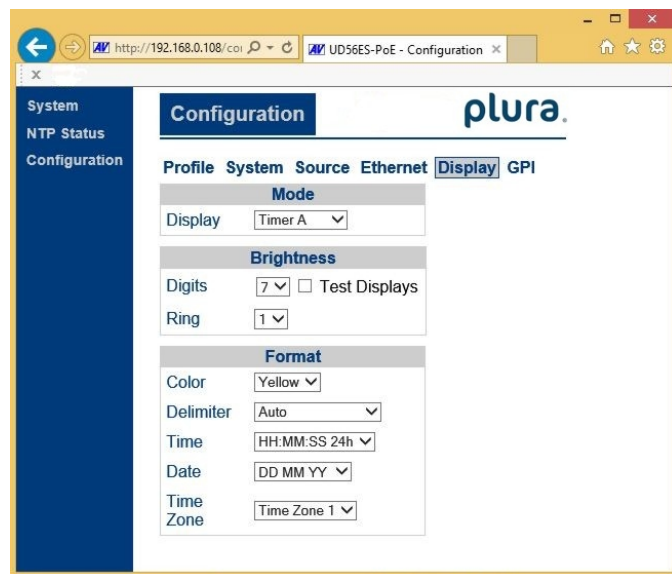 http://192.168.0.108/coi
UD56ES-PoE - Configuration
x
System
NTP Status
Configuration
Configuration
plura.
Profile System Source Ethernet Display GPI
Mode
Display Timer A
Brightness
Digits 7 Test Displays
Ring 1
Format
Color Yellow
Delimiter Auto
Time HH:MM:SS 24h
Date DD MM YY
Time Zone Time Zone 1